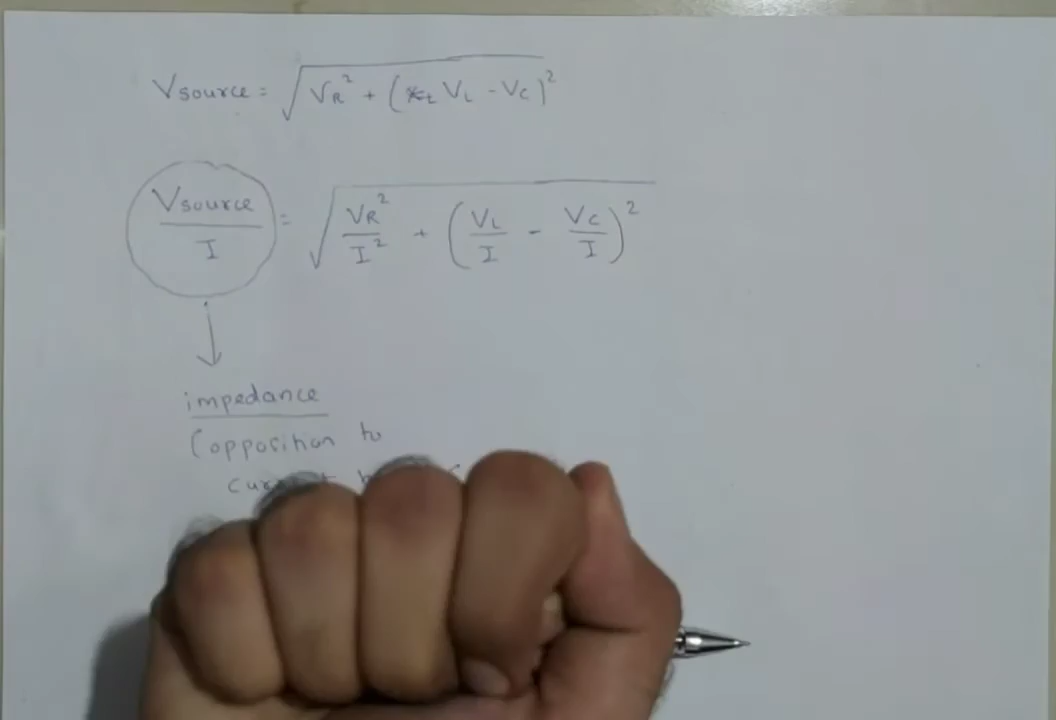 Vsource = √(VR² + (VL - VC)²)
Vsource/I = √(VR²/I² + (VL/I - VC/I)²)
impedance
(opposition to